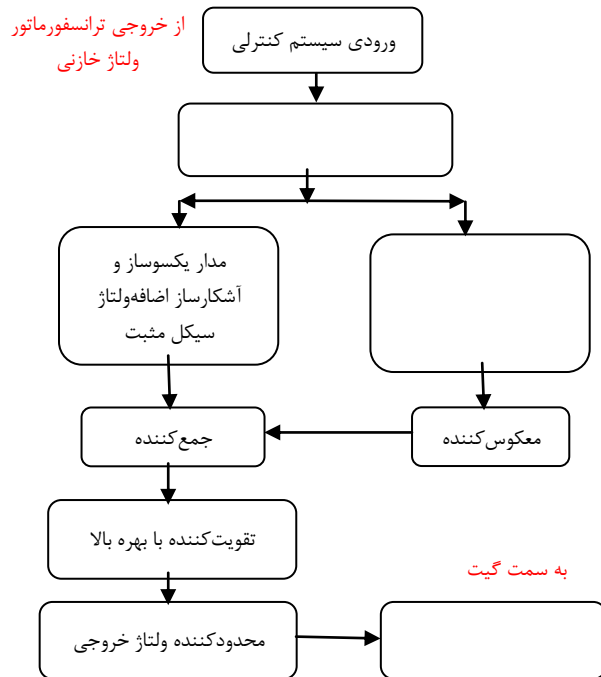 از خروجی ترانسفورماتور
ولتاژ خازنی
ورودی سیستم کنترلی
مدار یکسوساز و
آشکارساز اضافه‌ولتاژ
سیکل مثبت
معکوس‌کننده
جمع‌کننده
تقویت‌کننده با بهره بالا
به سمت گیت
محدودکننده ولتاژ خروجی